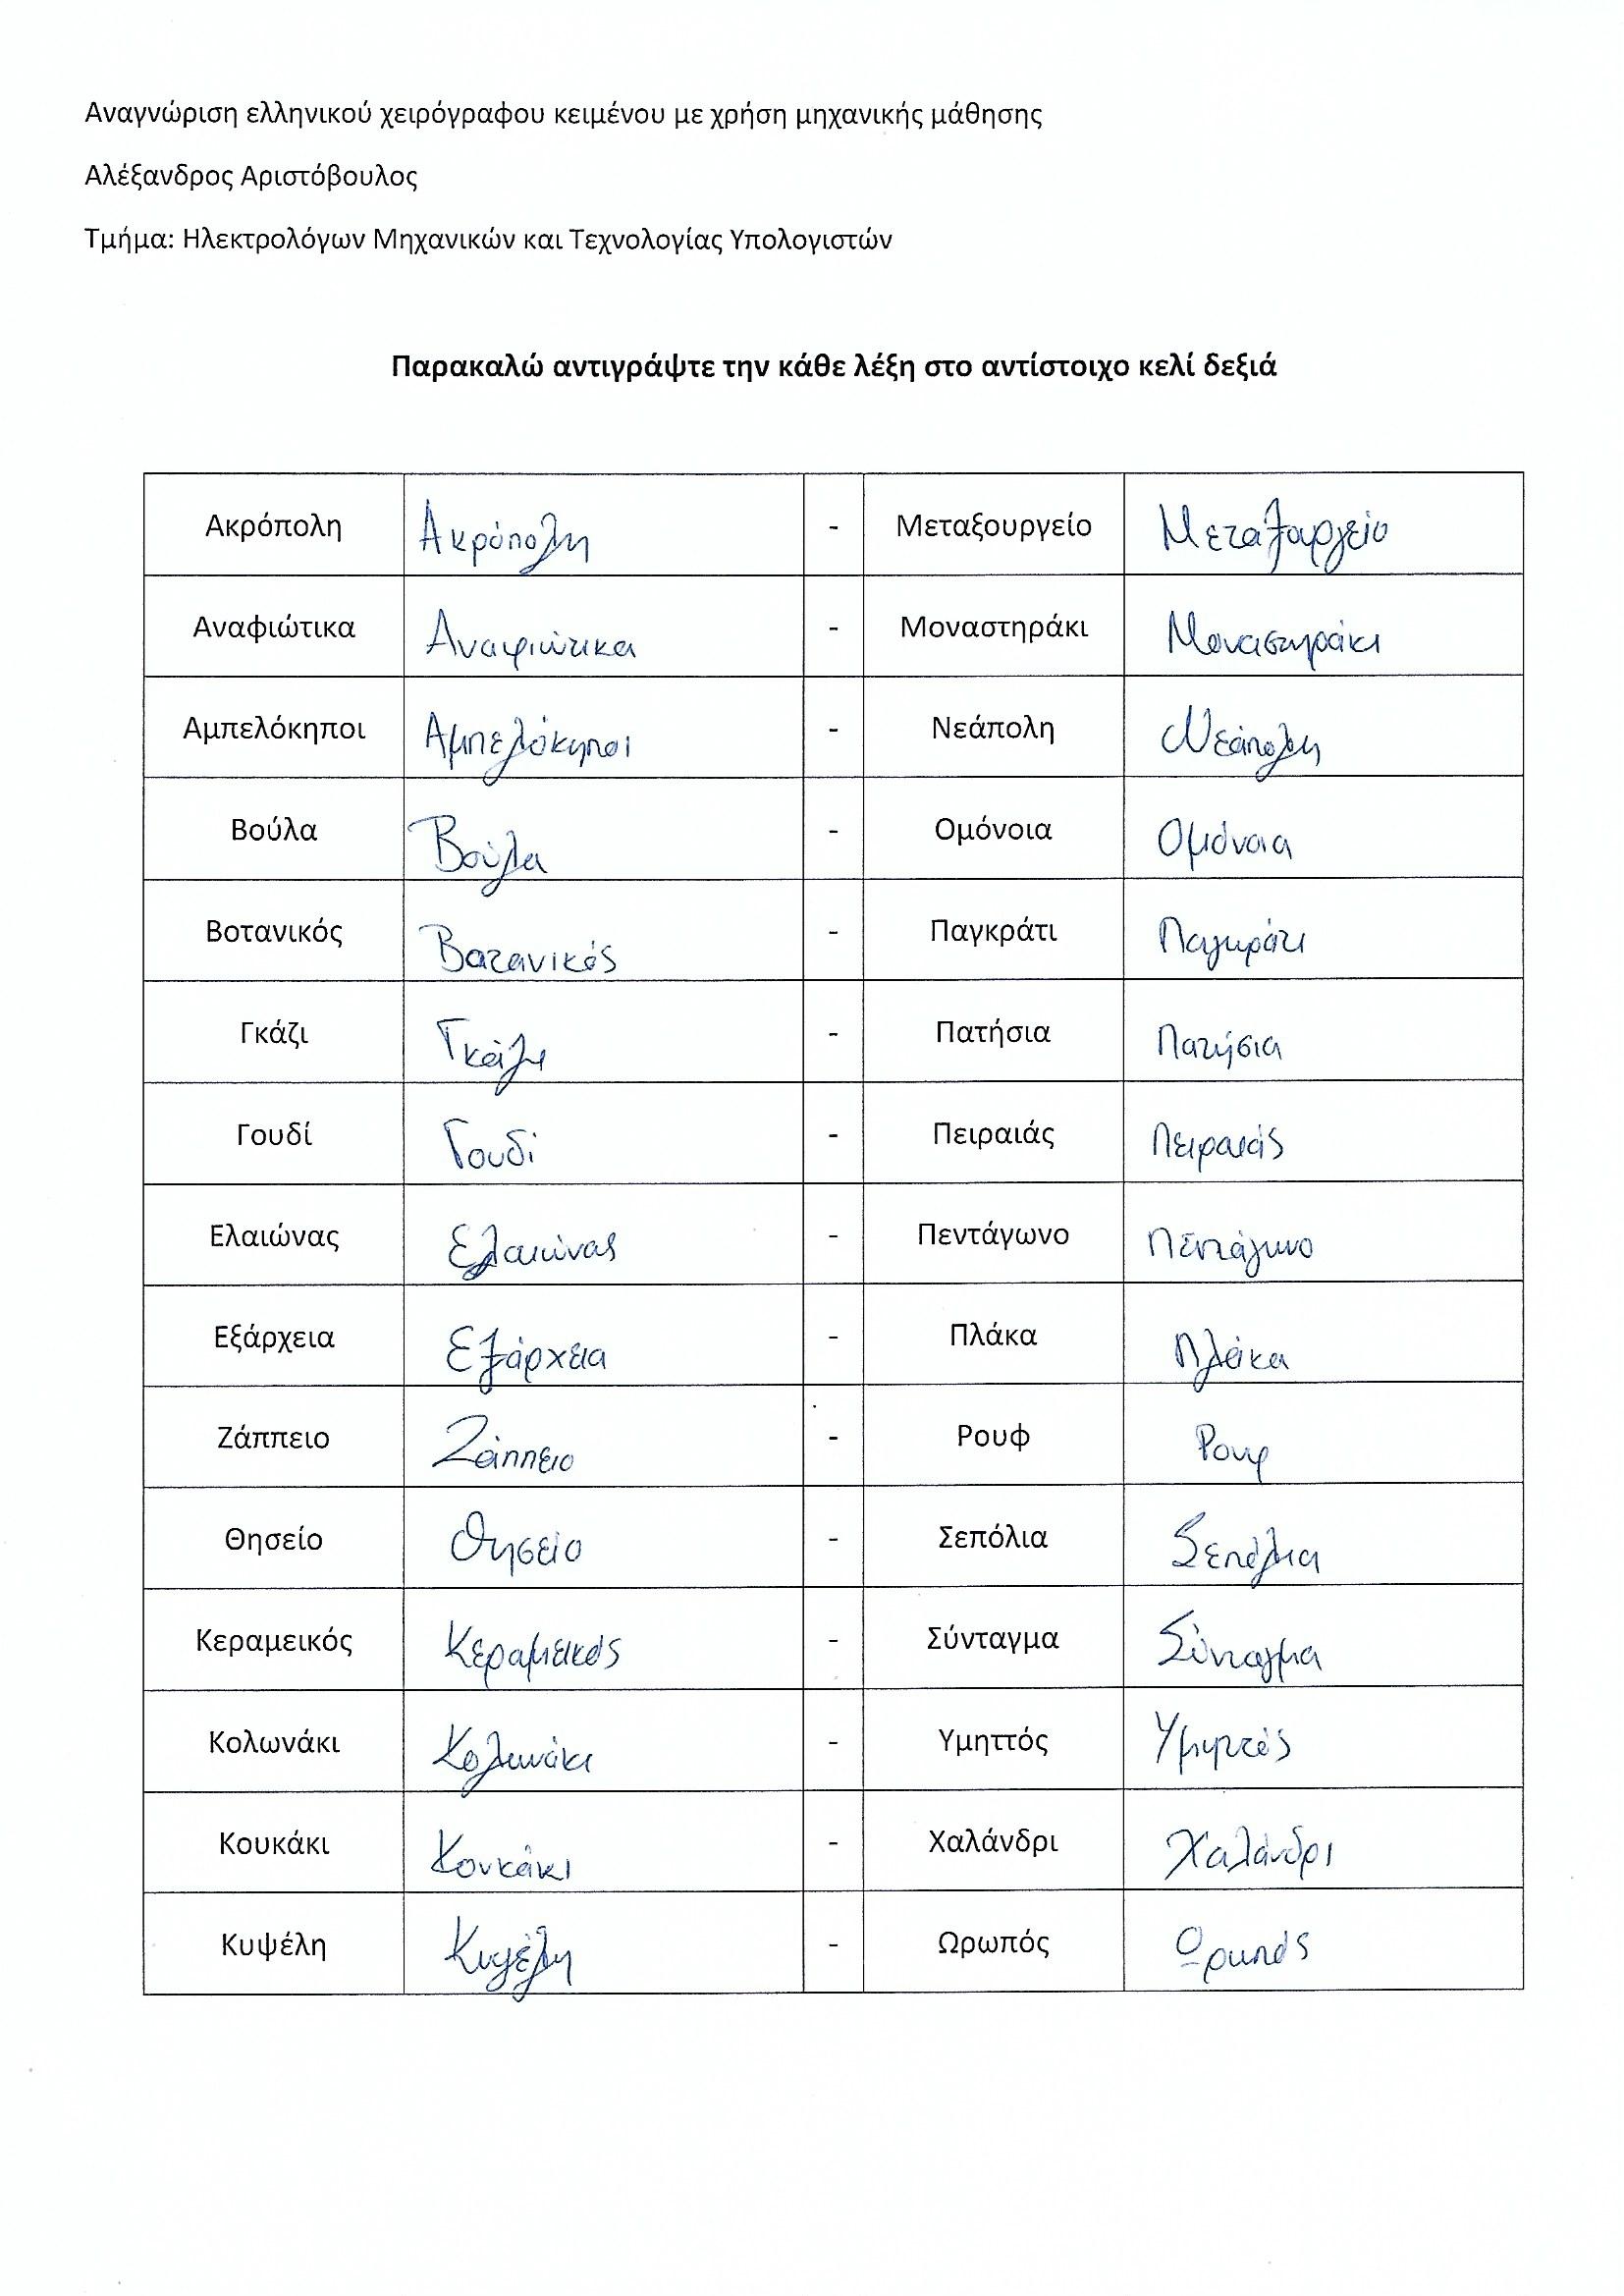 Αναγνώριση ελληνικού χειρόγραφου κειμένου με χρήση μηχανικής μάθησης
Αλέξανδρος Αριστόβουλος
Τμήμα: Ηλεκτρολόγων Μηχανικών και Τεχνολογίας Υπολογιστών
Παρακαλώ αντιγράψτε την κάθε λέξη στο αντίστοιχο κελί δεξιά
Ακρόπολη Ακρόπολη - Μεταξουργείο Μεταξουργείο
Αναφιώτικα Αναφιώτικα - Μοναστηράκι Μοναστηράκι
Αμπελόκηποι Αμπελόκηποι - Νεάπολη Νεάπολη
Βούλα Βούλα - Ομόνοια Ομόνοια
Βοτανικός Βοτανικός - Παγκράτι Παγκράτι
Γκάζι Γκάζι - Πατήσια Πατήσια
Γουδί Γουδί - Πειραιάς Πειραιάς
Ελαιώνας Ελαιώνας - Πεντάγωνο Πεντάγωνο
Εξάρχεια Εξάρχεια - Πλάκα Πλάκα
Ζάππειο Ζάππειο - Ρουφ Ρουφ
Θησείο Θησείο - Σεπόλια Σεπόλια
Κεραμεικός Κεραμεικός - Σύνταγμα Σύνταγμα
Κολωνάκι Κολωνάκι - Υμηττός Υμηττός
Κουκάκι Κουκάκι - Χαλάνδρι Χαλάνδρι
Κυψέλη Κυψέλη - Ωρωπός Ωρωπός